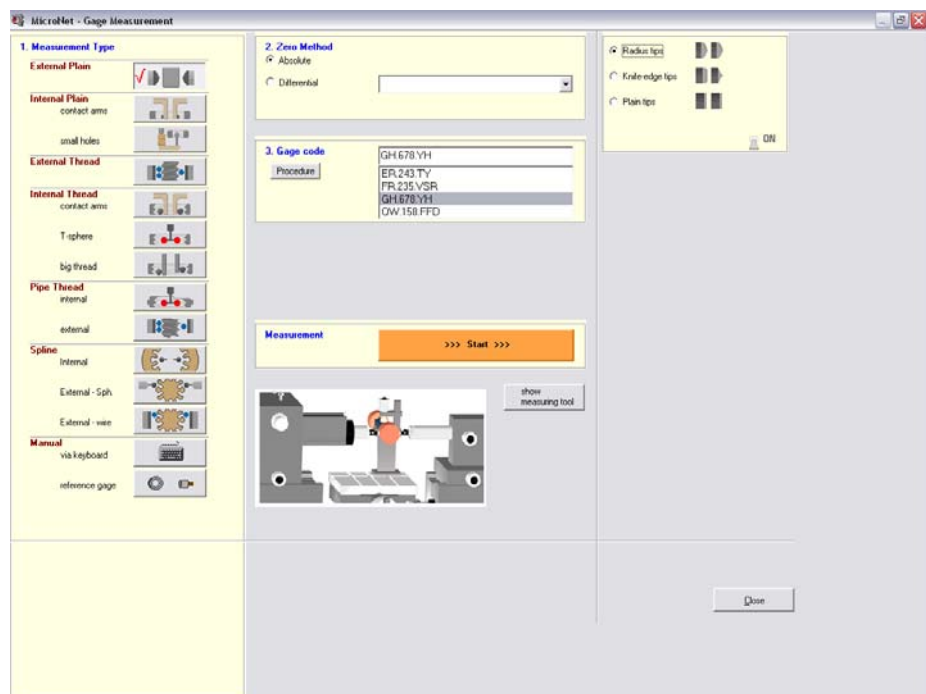 MicroNet - Gage Measurement
1. Measurement Type
External Plain
Internal Plain
contact arms
small holes
External Thread
Internal Thread
contact arms
T-sphere
big thread
Pipe Thread
internal
external
Spline
Internal
External - Sph.
External - wire
Manual
via keyboard
reference gage
2. Zero Method
Absolute
Differential
3. Gage code
GH.678.YH
Procedure
ER.243.TY
FR.235.VSR
GH.678.YH
OW.158.FFD
Measurement
>>> Start >>>
show
measuring tool
Radius tips
Knife-edge tips
Plain tips
ON
Close